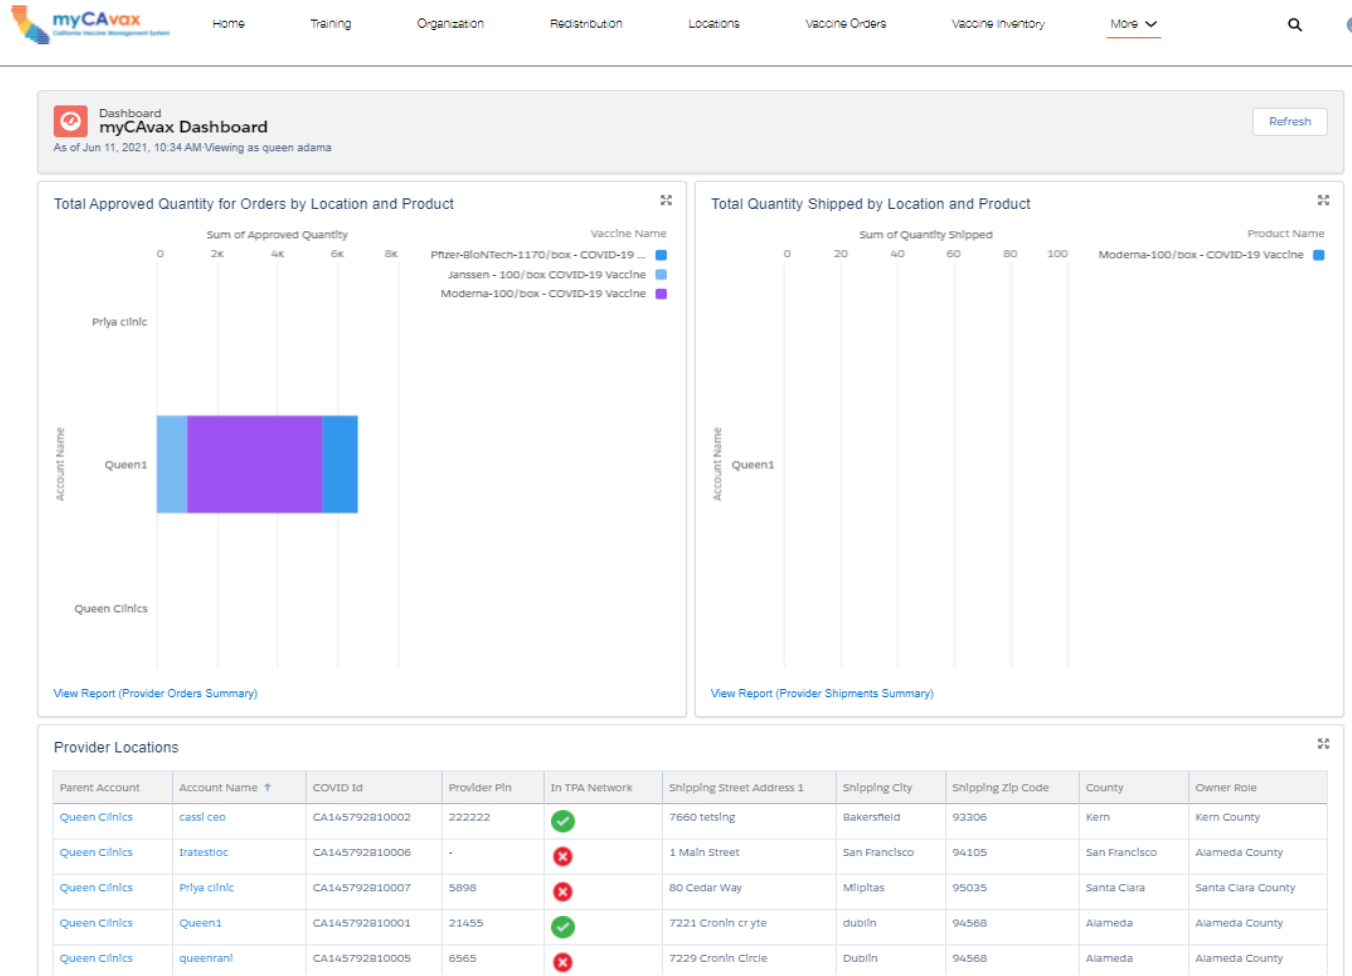 myCAvax
California Vaccine Management System
Home Training Organization Redistribution Locations Vaccine Orders Vaccine Inventory More
Dashboard
myCAvax Dashboard
As of Jun 11, 2021, 10:34 AM·Viewing as queen adama
Refresh
Total Approved Quantity for Orders by Location and Product
Sum of Approved Quantity
0 2K 4K 6K 8K
Vaccine Name
Pfizer-BioNTech-1170/box - COVID-19 ...
Janssen - 100/box COVID-19 Vaccine
Moderna-100/box - COVID-19 Vaccine
Account Name
Priya clinic
Queen1
Queen Clinics
View Report (Provider Orders Summary)
Total Quantity Shipped by Location and Product
Sum of Quantity Shipped
0 20 40 60 80 100
Product Name
Moderna-100/box - COVID-19 Vaccine
Account Name
Queen1
View Report (Provider Shipments Summary)
Provider Locations
Parent Account Account Name ↑ COVID Id Provider Pin In TPA Network Shipping Street Address 1 Shipping City Shipping Zip Code County Owner Role
Queen Clinics cassi ceo CA145792810002 222222 7660 tetsing Bakersfield 93306 Kern Kern County
Queen Clinics Iratestloc CA145792810006 - 1 Main Street San Francisco 94105 San Francisco Alameda County
Queen Clinics Priya clinic CA145792810007 5898 80 Cedar Way Milpitas 95035 Santa Clara Santa Clara County
Queen Clinics Queen1 CA145792810001 21455 7221 Cronin cr yte dublin 94568 Alameda Alameda County
Queen Clinics queenrani CA145792810005 6565 7229 Cronin Circle Dublin 94568 Alameda Alameda County